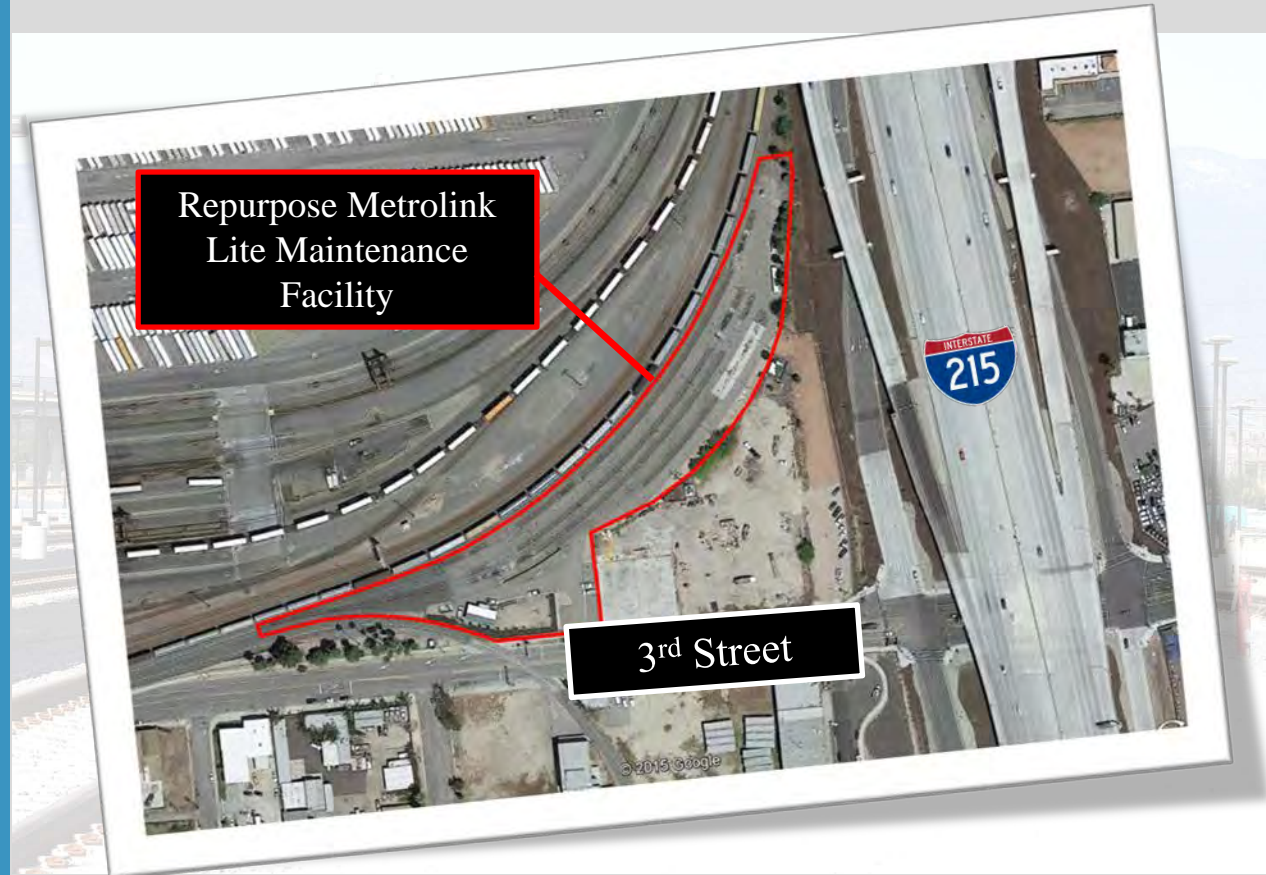 Repurpose Metrolink
Lite Maintenance
Facility
INTERSTATE
215
3rd Street
© 2015 Google